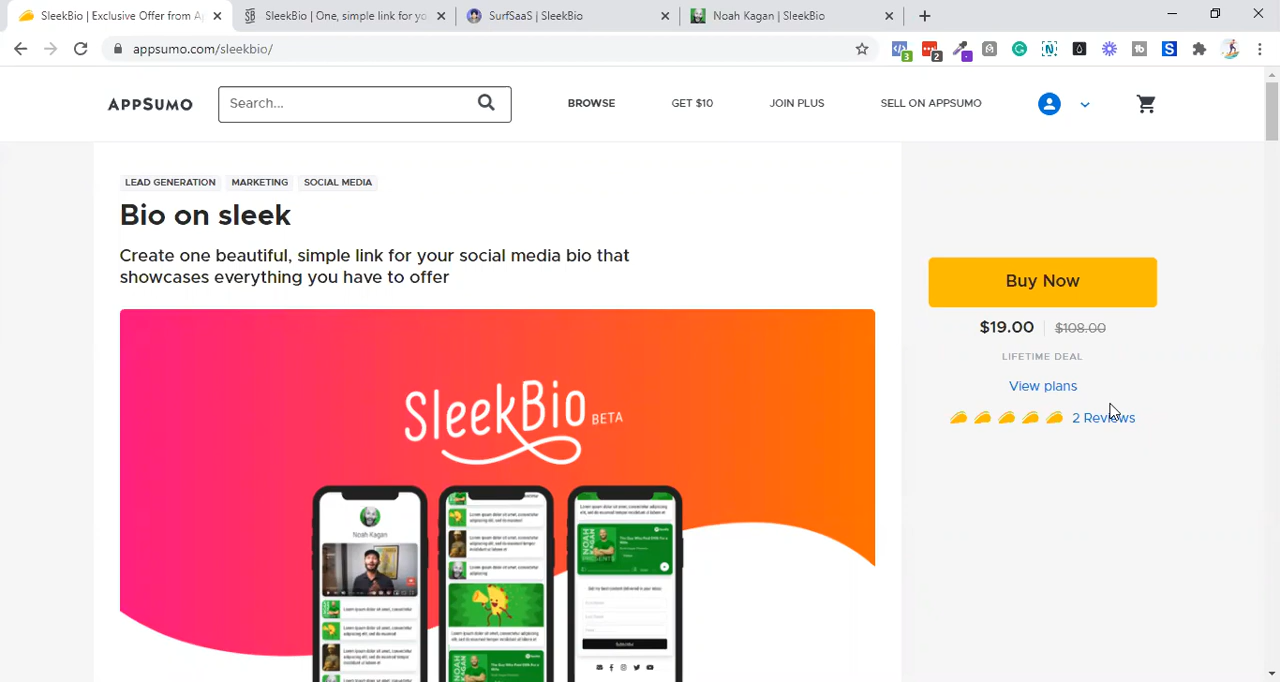 SleekBio | Exclusive Offer from A
SleekBio | One, simple link for yo
SurfSaaS | SleekBio
Noah Kagan | SleekBio
appsumo.com/sleekbio/
3
2
APPSUMO
Search...
BROWSE
GET $10
JOIN PLUS
SELL ON APPSUMO
LEAD GENERATION
MARKETING
SOCIAL MEDIA
Bio on sleek
Create one beautiful, simple link for your social media bio that
showcases everything you have to offer
Buy Now
$19.00
$108.00
LIFETIME DEAL
View plans
2 Reviews
SleekBio BETA
Noah Kagan